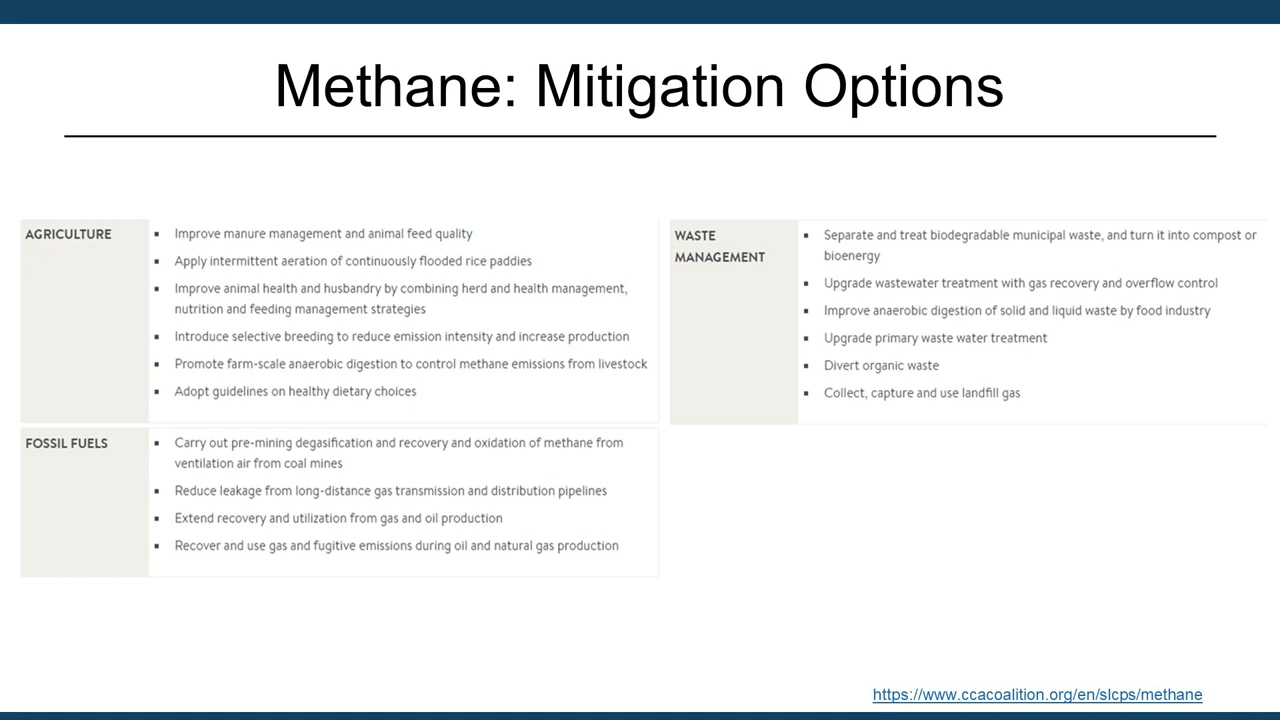 Methane: Mitigation Options
AGRICULTURE
▪ Improve manure management and animal feed quality
▪ Apply intermittent aeration of continuously flooded rice paddies
▪ Improve animal health and husbandry by combining herd and health management,
nutrition and feeding management strategies
▪ Introduce selective breeding to reduce emission intensity and increase production
▪ Promote farm-scale anaerobic digestion to control methane emissions from livestock
▪ Adopt guidelines on healthy dietary choices
FOSSIL FUELS
▪ Carry out pre-mining degasification and recovery and oxidation of methane from
ventilation air from coal mines
▪ Reduce leakage from long-distance gas transmission and distribution pipelines
▪ Extend recovery and utilization from gas and oil production
▪ Recover and use gas and fugitive emissions during oil and natural gas production
WASTE
MANAGEMENT
▪ Separate and treat biodegradable municipal waste, and turn it into compost or
bioenergy
▪ Upgrade wastewater treatment with gas recovery and overflow control
▪ Improve anaerobic digestion of solid and liquid waste by food industry
▪ Upgrade primary waste water treatment
▪ Divert organic waste
▪ Collect, capture and use landfill gas
https://www.ccacoalition.org/en/slcps/methane